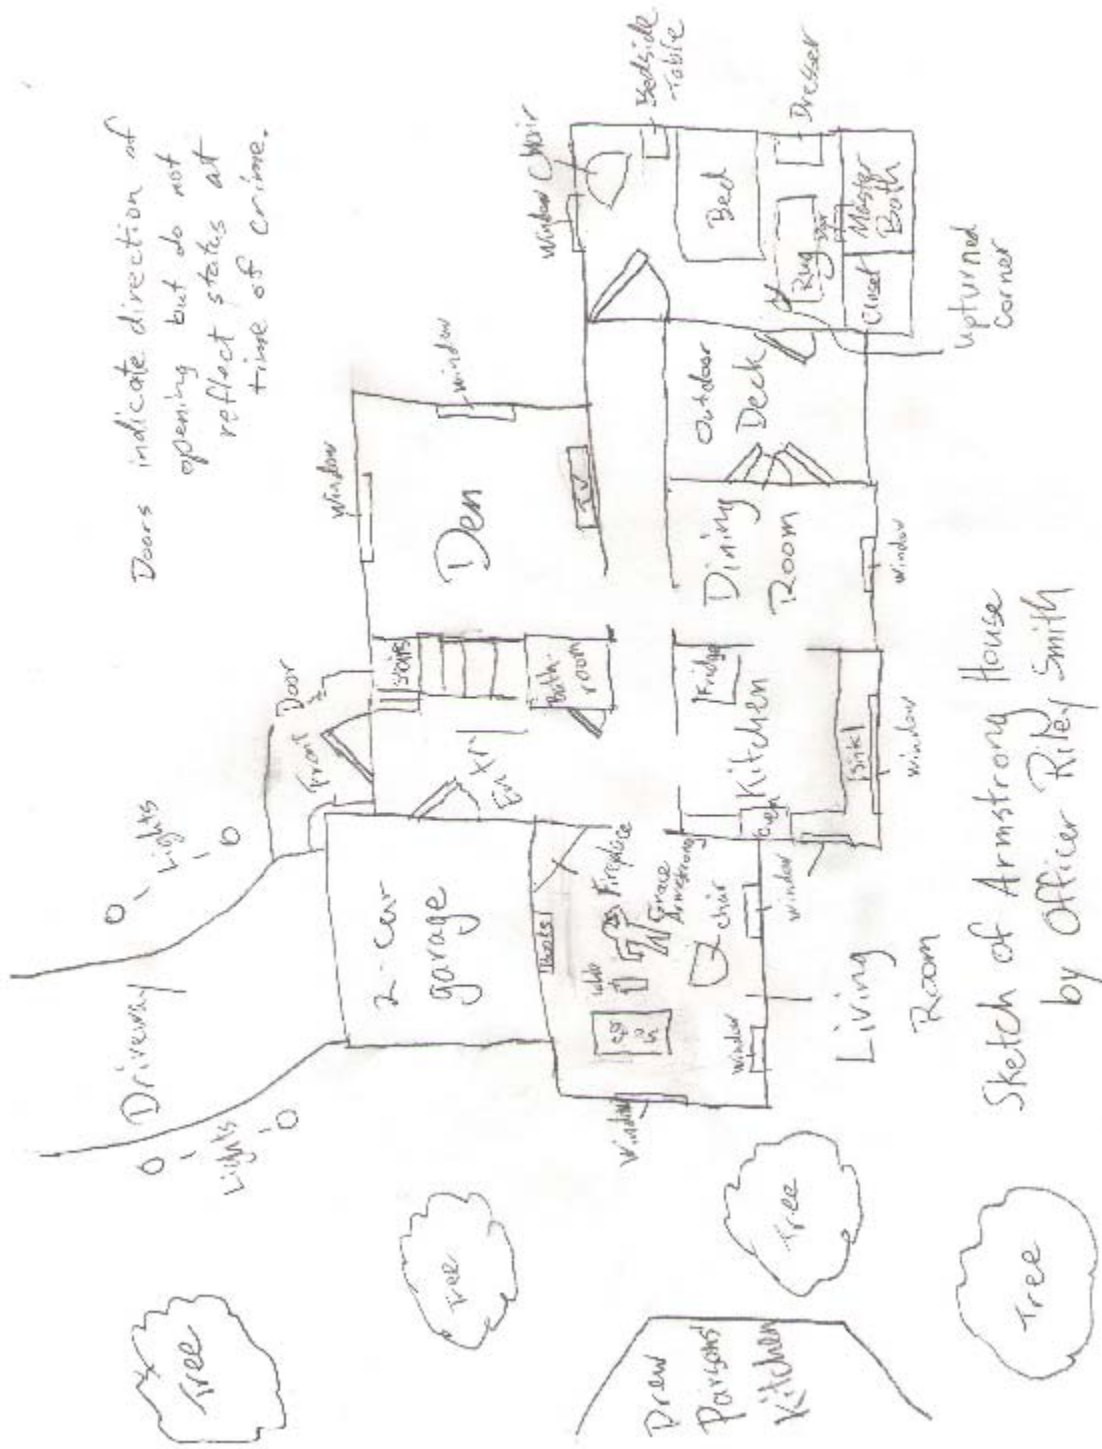 Doors indicate direction of
opening but do not
reflect states at
time of crime.
Driveway
Lights
Lights
Tree
Tree
Tree
Tree
Drew
Parsons'
Kitchen
Front
Door
2-car
garage
Stairs
Bath-
room
Window
Den
window
TV
Window
Chair
Bedside
Table
Bed
Dresser
Rug
Closet
Master
Bath
Upturned
Corner
Outdoor
Deck
Dining
Room
window
Fridge
Kitchen
Sink
window
Window
Fireplace
Grace
Armstrong
chair
Window
window
Window
Living
Room
Sketch of Armstrong House
by Officer Riley Smith